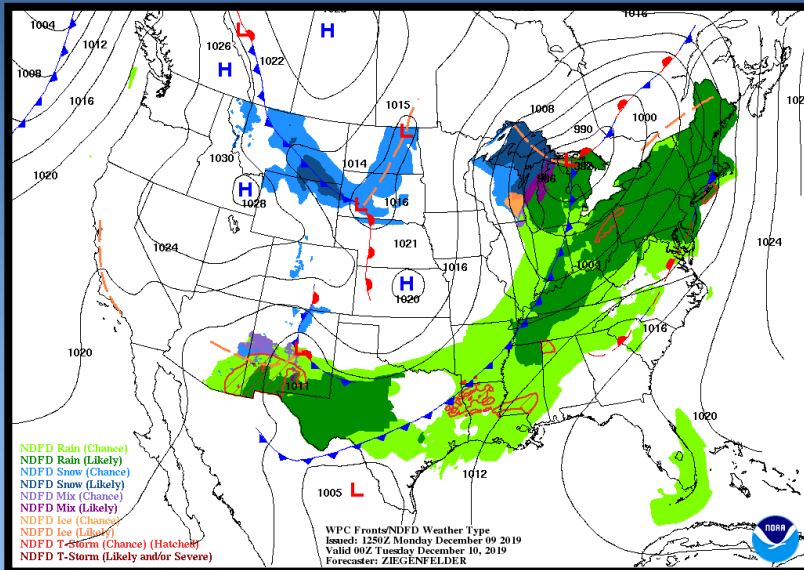 1004
1012
1008
1016
1020
1026
H
L
1022
H
1016
1030
H
1028
1024
1015
L
1014
L
1016
1021
H
1020
1016
1008
990
1000
L
986
1003
1024
1016
1020
1020
L
1011
1012
1005 L
NDFD Rain (Chance)
NDFD Rain (Likely)
NDFD Snow (Chance)
NDFD Snow (Likely)
NDFD Mix (Chance)
NDFD Mix (Likely)
NDFD Ice (Chance)
NDFD Ice (Likely)
NDFD T-Storm (Chance) (Hatched)
NDFD T-Storm (Likely and/or Severe)
WPC Fronts/NDFD Weather Type
Issued: 1250Z Monday December 09 2019
Valid 00Z Tuesday December 10, 2019
Forecaster: ZIEGENFELDER
NOAA